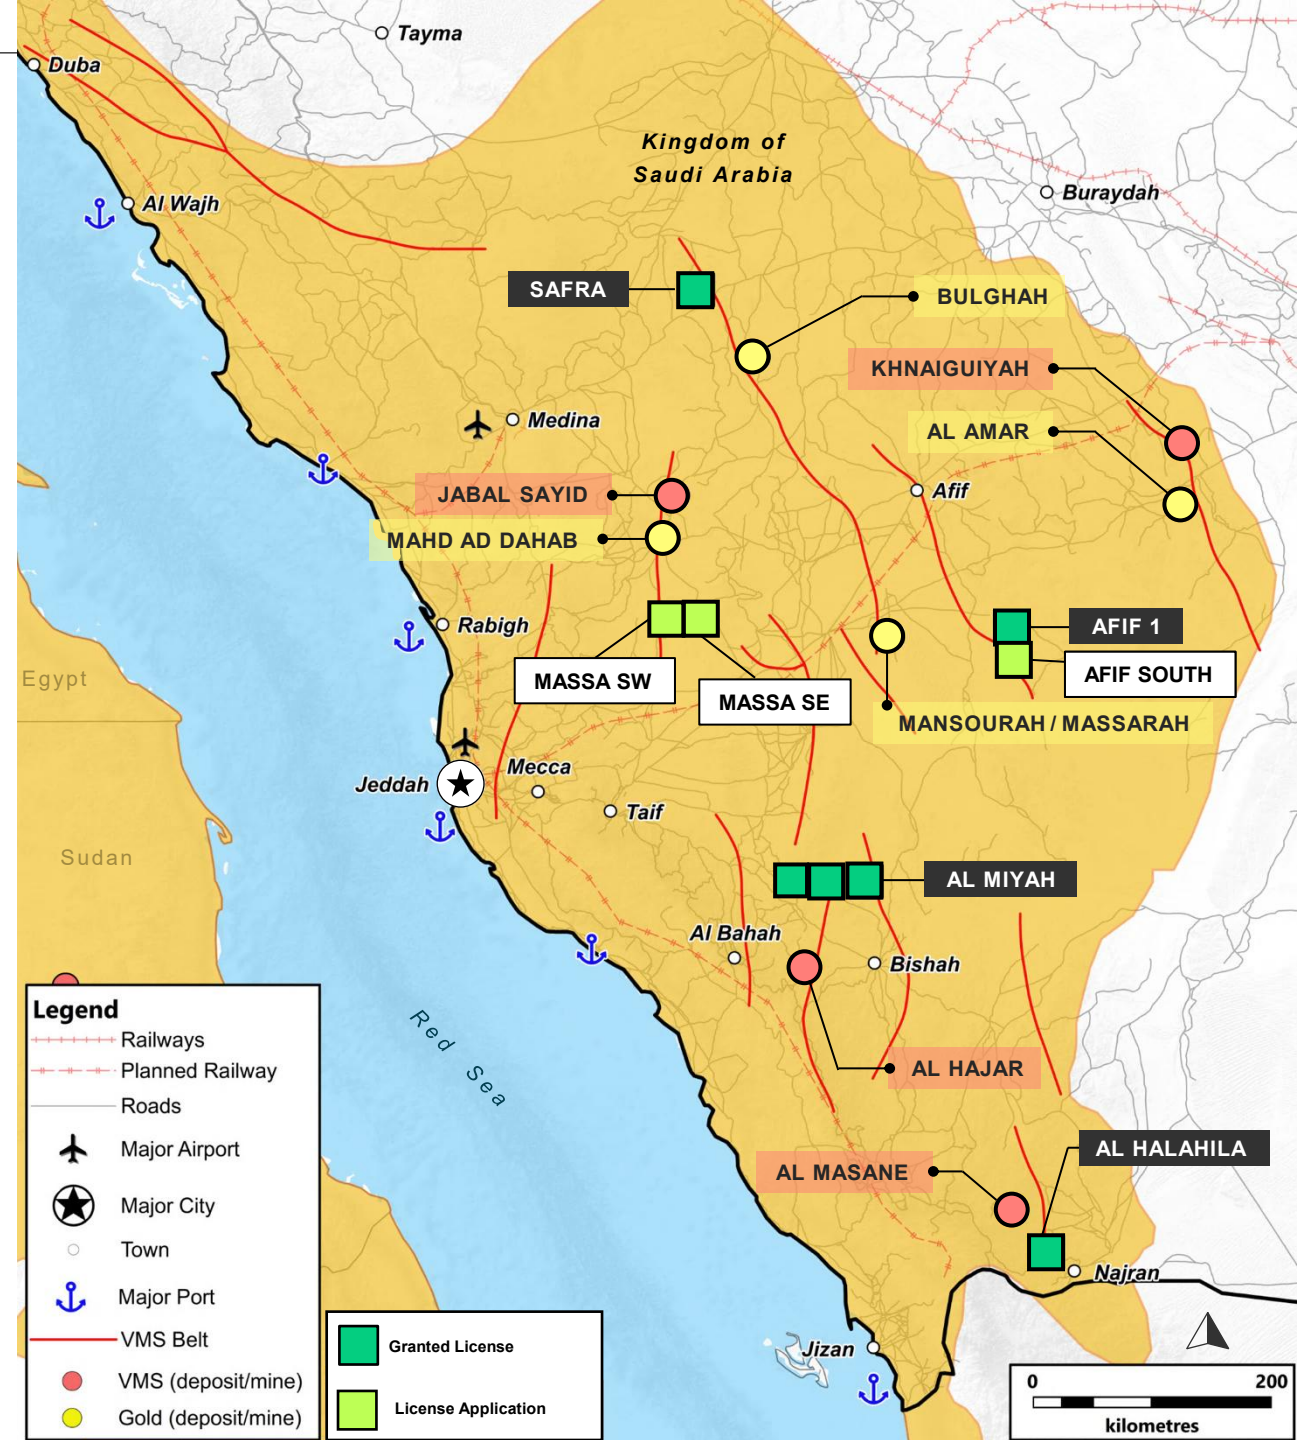 Tayma
Duba
Kingdom of
Saudi Arabia
Buraydah
Al Wajh
SAFRA
BULGHAH
KHNAIGUIYAH
Medina
AL AMAR
JABAL SAYID
Afif
MAHD AD DAHAB
Rabigh
AFIF 1
Egypt
MASSA SW
AFIF SOUTH
MASSA SE
MANSOURAH / MASSARAH
Mecca
Jeddah
Taif
Sudan
AL MIYAH
Al Bahah
Bishah
Red Sea
AL HAJAR
AL HALAHILA
AL MASANE
Najran
Jizan
Legend
Railways
Planned Railway
Roads
Major Airport
Major City
Town
Major Port
VMS Belt
VMS (deposit/mine)
Gold (deposit/mine)
Granted License
License Application
0 200
kilometres